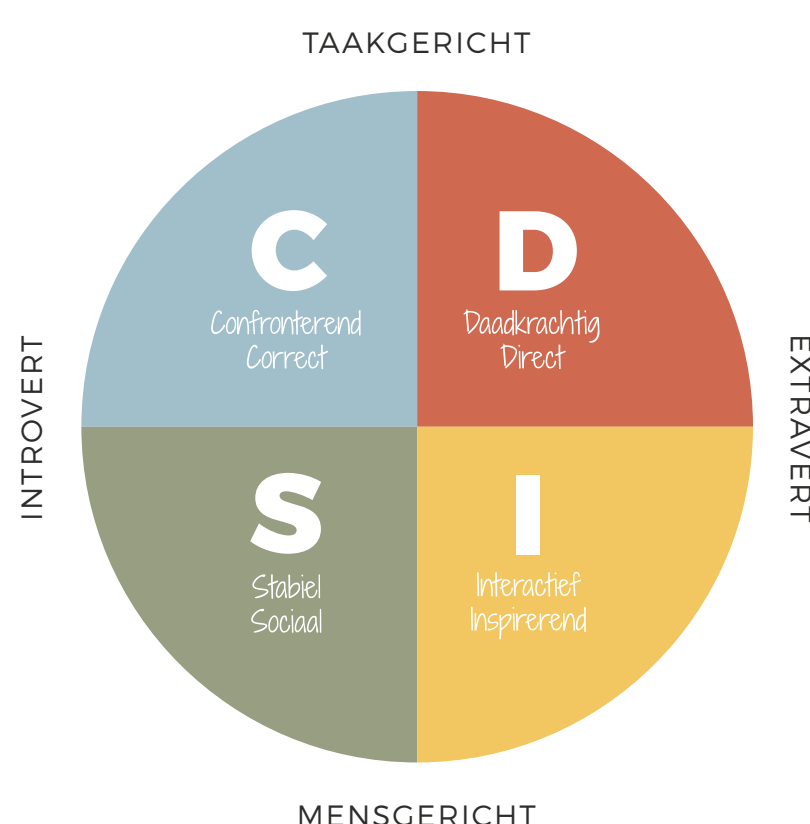 TAAKGERICHT
C
Confronterend
Correct
D
Daadkrachtig
Direct
INTROVERT
EXTRAVERT
S
Stabiel
Sociaal
I
Interactief
Inspirerend
MENSGERICHT